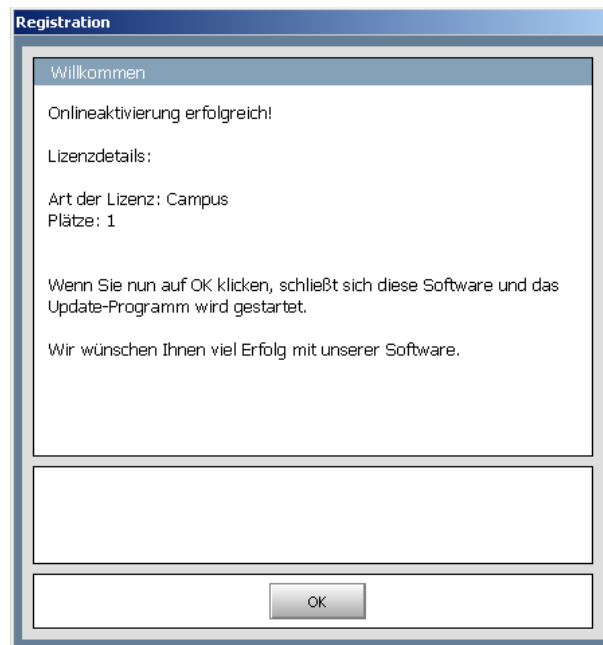 Registration
Willkommen
Onlineaktivierung erfolgreich!
Lizenzdetails:
Art der Lizenz: Campus
Plätze: 1
Wenn Sie nun auf OK klicken, schließt sich diese Software und das
Update-Programm wird gestartet.
Wir wünschen Ihnen viel Erfolg mit unserer Software.
OK